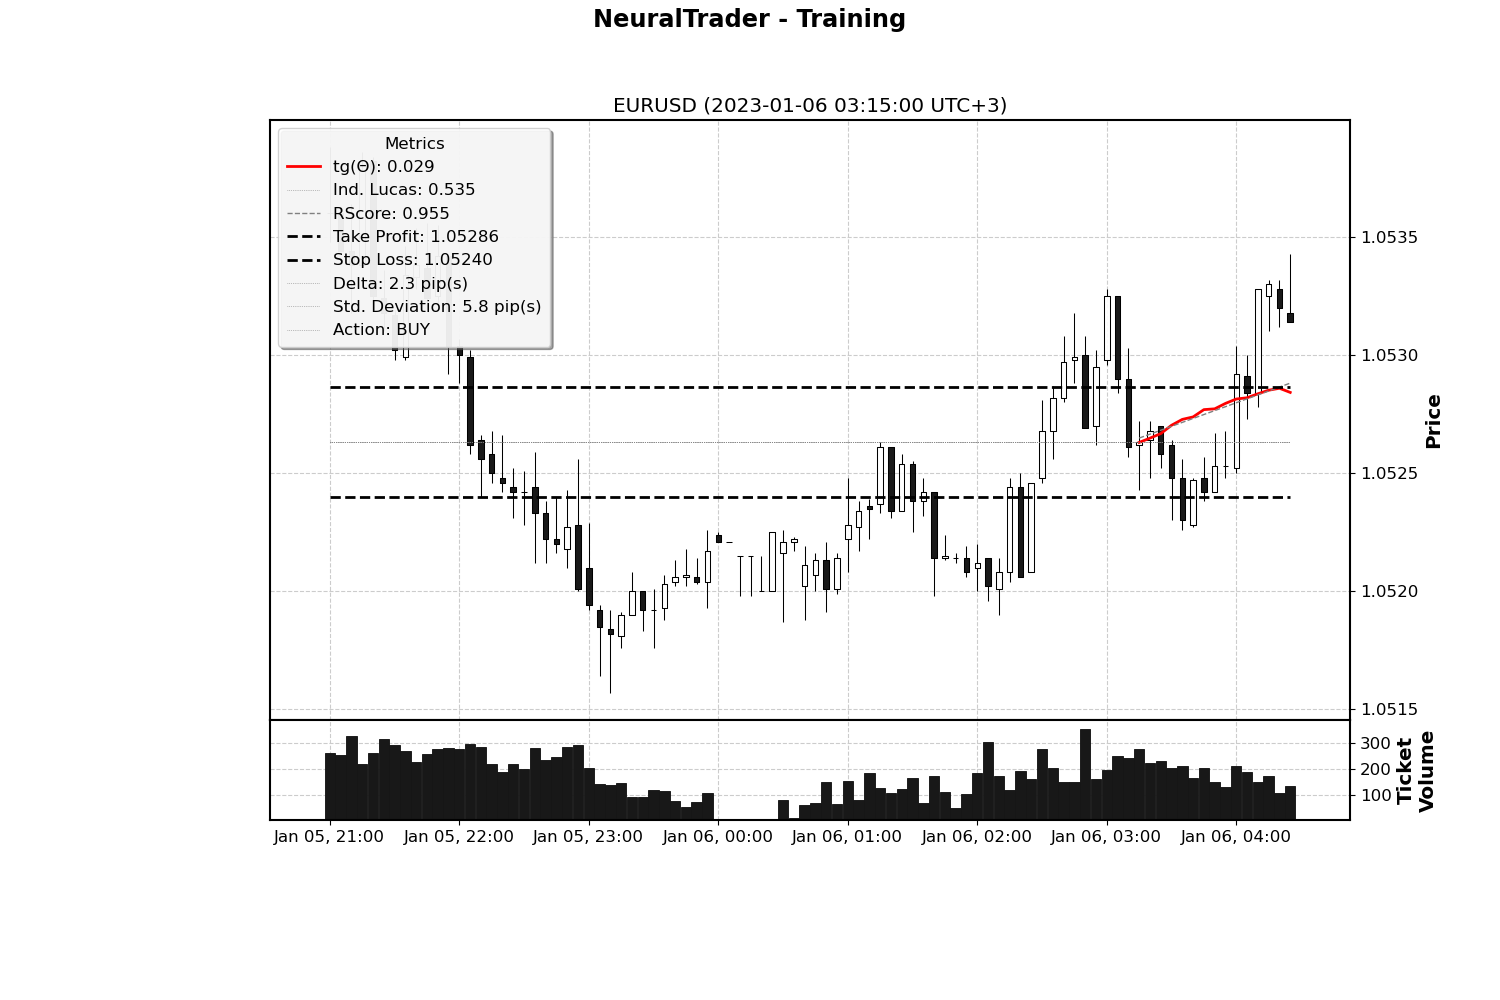 NeuralTrader - Training
EURUSD (2023-01-06 03:15:00 UTC+3)
Metrics
tg(Θ): 0.029
Ind. Lucas: 0.535
RScore: 0.955
Take Profit: 1.05286
Stop Loss: 1.05240
Delta: 2.3 pip(s)
Std. Deviation: 5.8 pip(s)
Action: BUY
1.0535
1.0530
1.0525
1.0520
1.0515
Price
300
200
100
Ticket
Volume
Jan 05, 21:00
Jan 05, 22:00
Jan 05, 23:00
Jan 06, 00:00
Jan 06, 01:00
Jan 06, 02:00
Jan 06, 03:00
Jan 06, 04:00